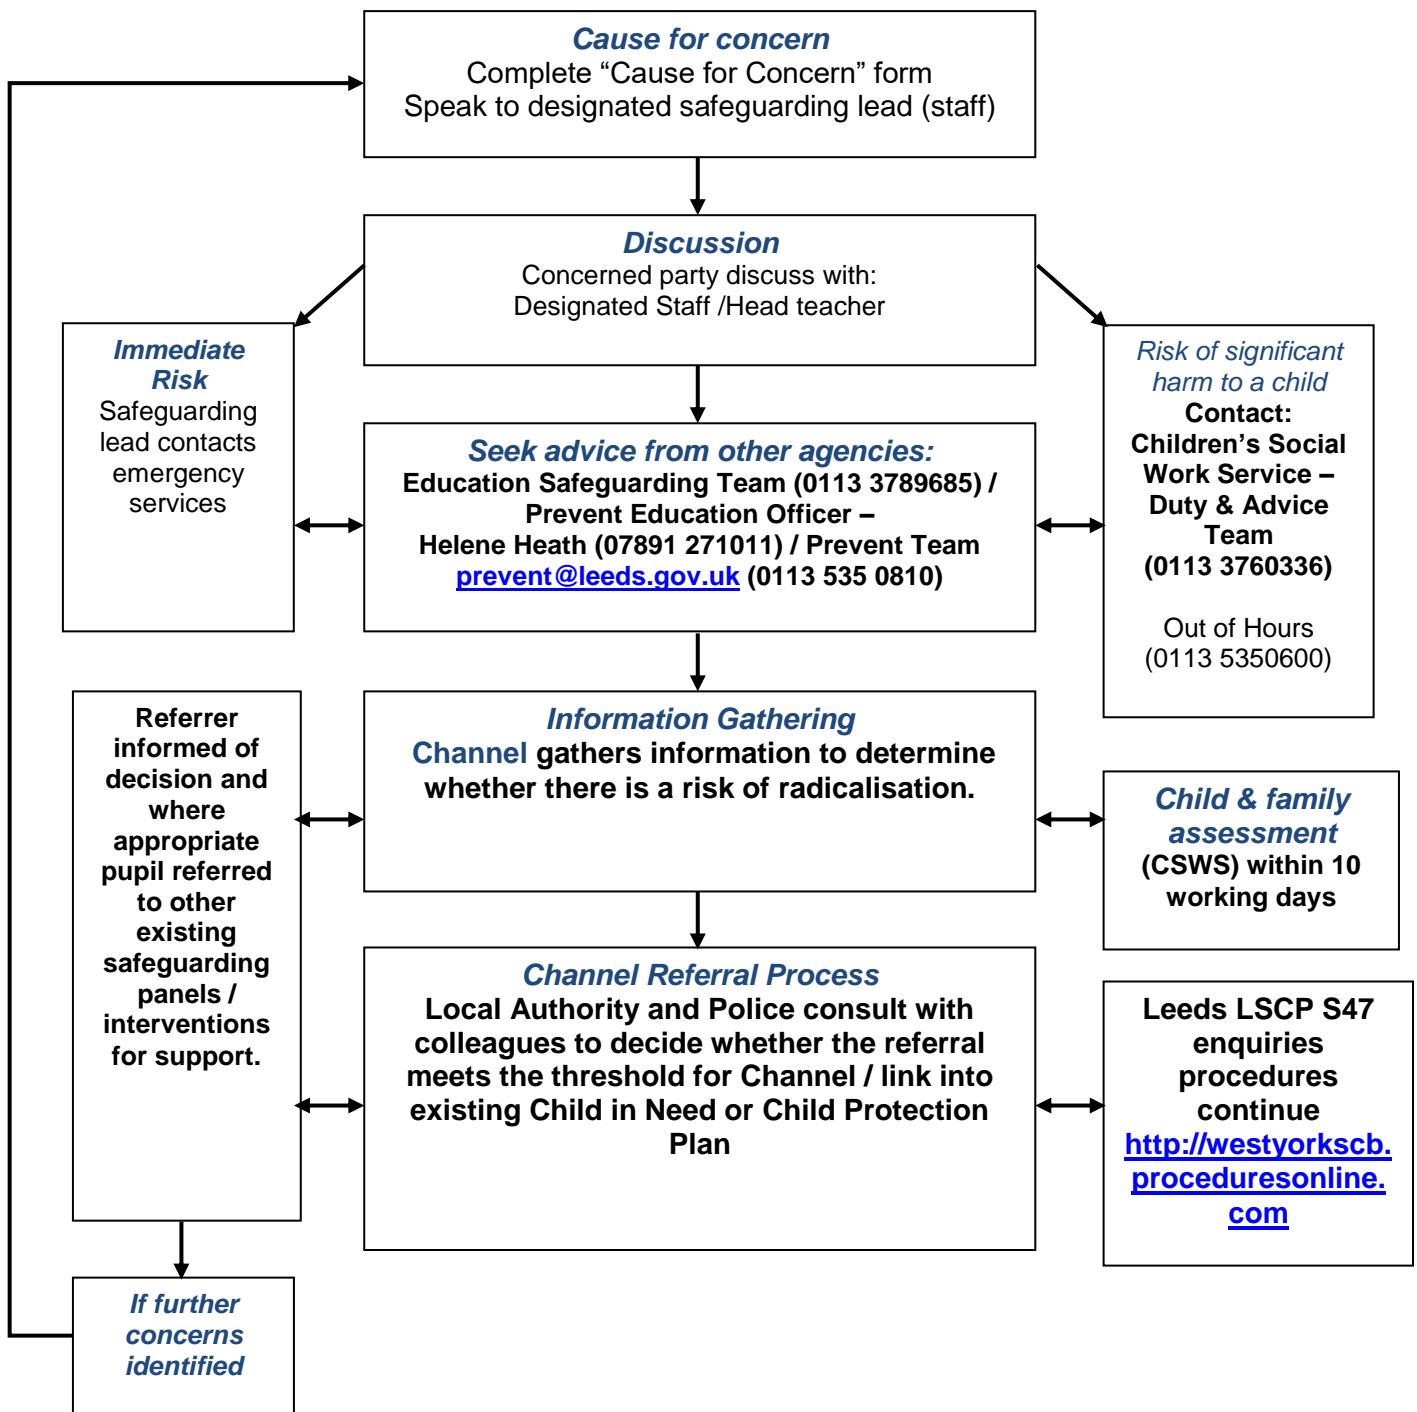 Cause for concern
Complete “Cause for Concern” form
Speak to designated safeguarding lead (staff)
Discussion
Concerned party discuss with:
Designated Staff /Head teacher
Immediate
Risk
Safeguarding
lead contacts
emergency
services
Seek advice from other agencies:
Education Safeguarding Team (0113 3789685) /
Prevent Education Officer –
Helene Heath (07891 271011) / Prevent Team
prevent@leeds.gov.uk (0113 535 0810)
Risk of significant
harm to a child
Contact:
Children’s Social
Work Service –
Duty & Advice
Team
(0113 3760336)
Out of Hours
(0113 5350600)
Referrer
informed of
decision and
where
appropriate
pupil referred
to other
existing
safeguarding
panels /
interventions
for support.
Information Gathering
Channel gathers information to determine
whether there is a risk of radicalisation.
Child & family
assessment
(CSWS) within 10
working days
Channel Referral Process
Local Authority and Police consult with
colleagues to decide whether the referral
meets the threshold for Channel / link into
existing Child in Need or Child Protection
Plan
Leeds LSCP S47
enquiries
procedures
continue
http://westyorkscb.
proceduresonline.
com
If further
concerns
identified